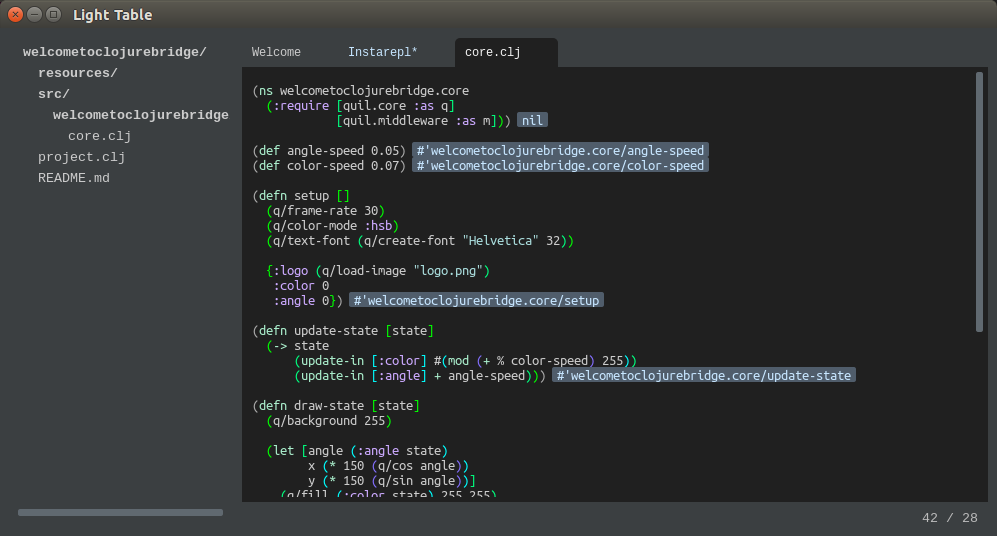 Light Table
welcometoclojurebridge/
resources/
src/
welcometoclojurebridge
core.clj
project.clj
README.md
Welcome
Instarepl*
core.clj
(ns welcometoclojurebridge.core
(:require [quil.core :as q]
[quil.middleware :as m])) nil
(def angle-speed 0.05) #'welcometoclojurebridge.core/angle-speed
(def color-speed 0.07) #'welcometoclojurebridge.core/color-speed
(defn setup []
(q/frame-rate 30)
(q/color-mode :hsb)
(q/text-font (q/create-font "Helvetica" 32))
{:logo (q/load-image "logo.png")
:color 0
:angle 0}) #'welcometoclojurebridge.core/setup
(defn update-state [state]
(-> state
(update-in [:color] #(mod (+ % color-speed) 255))
(update-in [:angle] + angle-speed))) #'welcometoclojurebridge.core/update-state
(defn draw-state [state]
(q/background 255)
(let [angle (:angle state)
x (* 150 (q/cos angle))
y (* 150 (q/sin angle))]
(q/fill (:color state) 255 255)
42 / 28